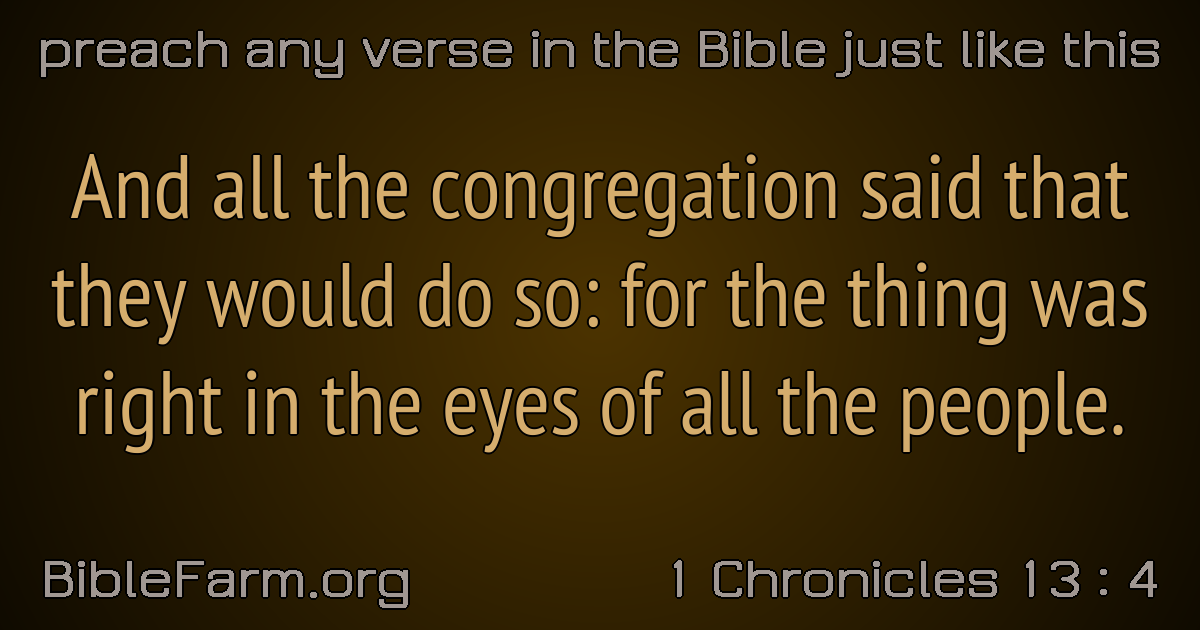 preach any verse in the Bible just like this
And all the congregation said that
they would do so: for the thing was
right in the eyes of all the people.
BibleFarm.org
1 Chronicles 13 : 4